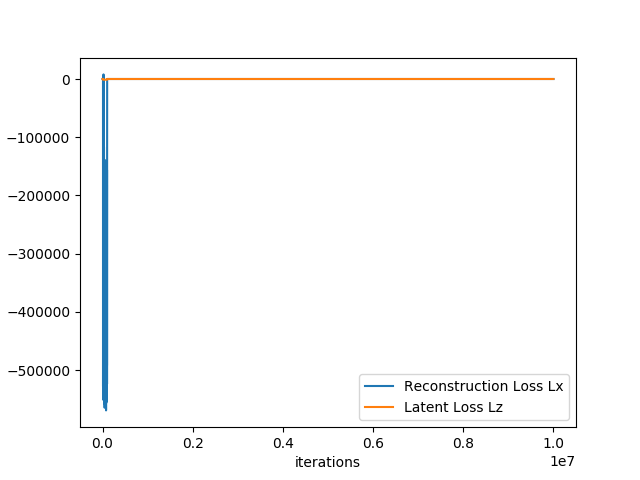 0
−100000
−200000
−300000
−400000
−500000
0.0 0.2 0.4 0.6 0.8 1.0
1e7
iterations
Reconstruction Loss Lx
Latent Loss Lz